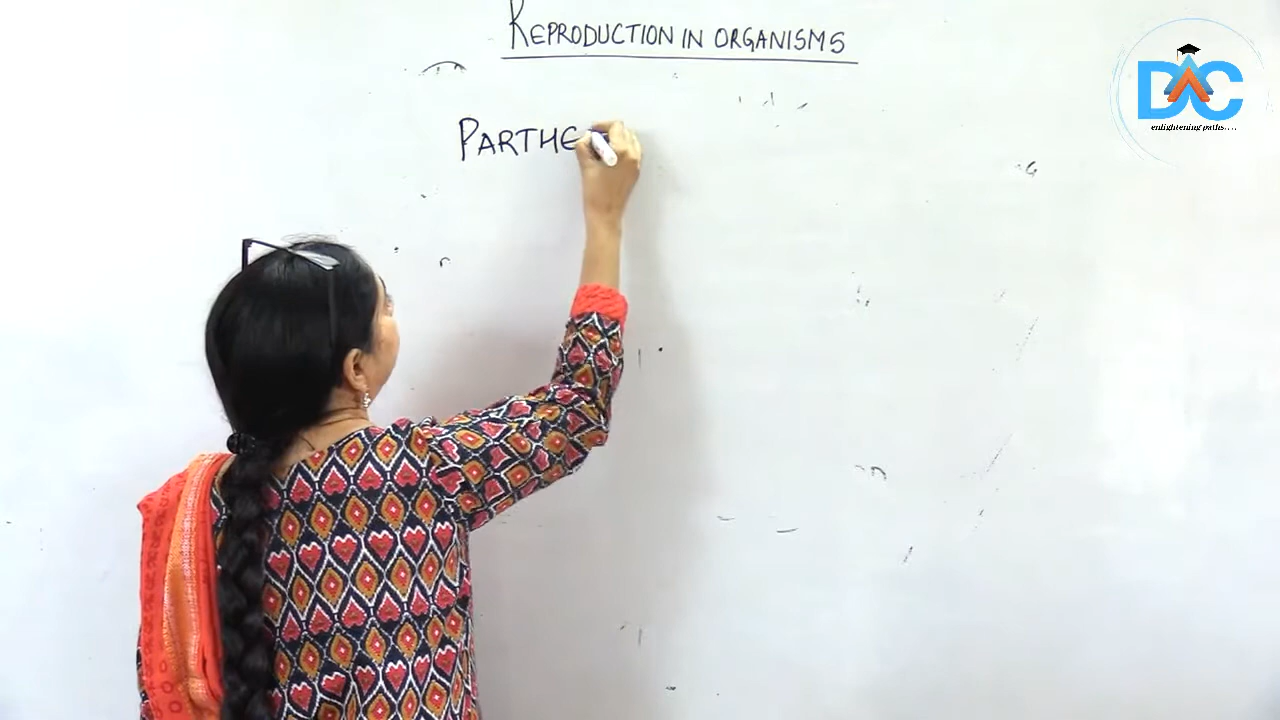 REPRODUCTION IN ORGANISMS
DAC
enlightening paths....
PARTHE